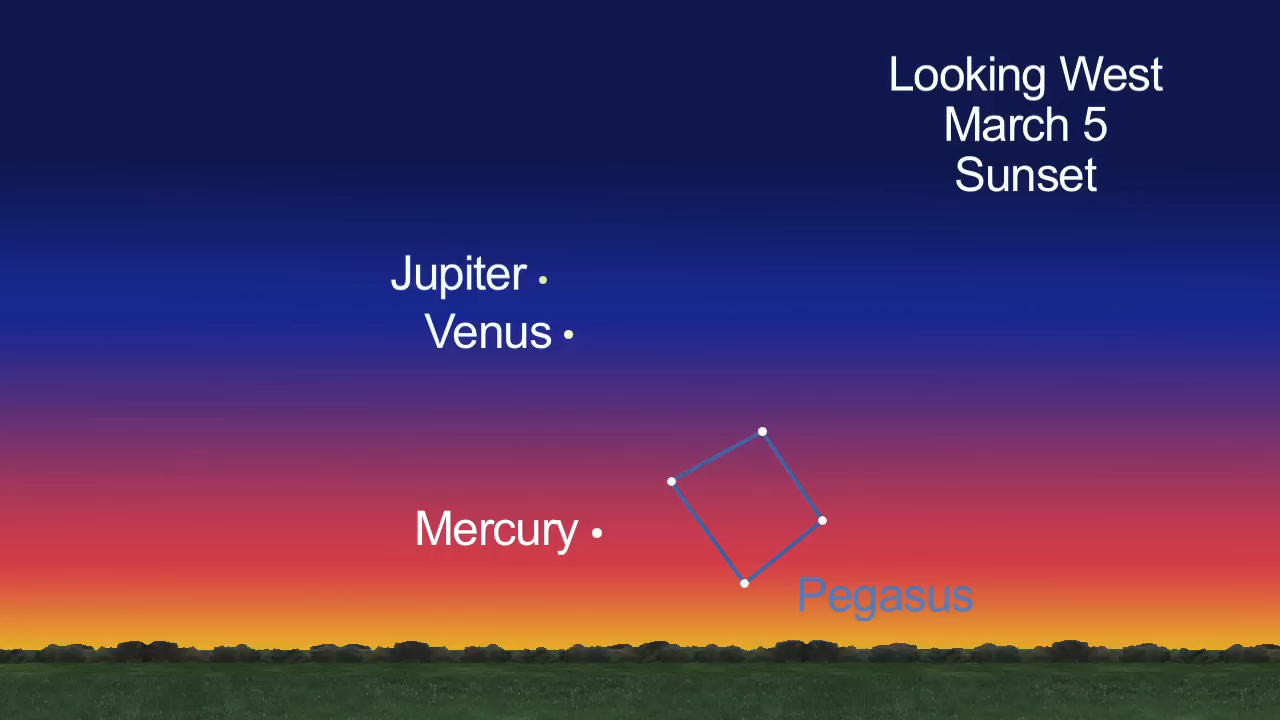 Looking West
March 5
Sunset
Jupiter
Venus
Mercury
Pegasus